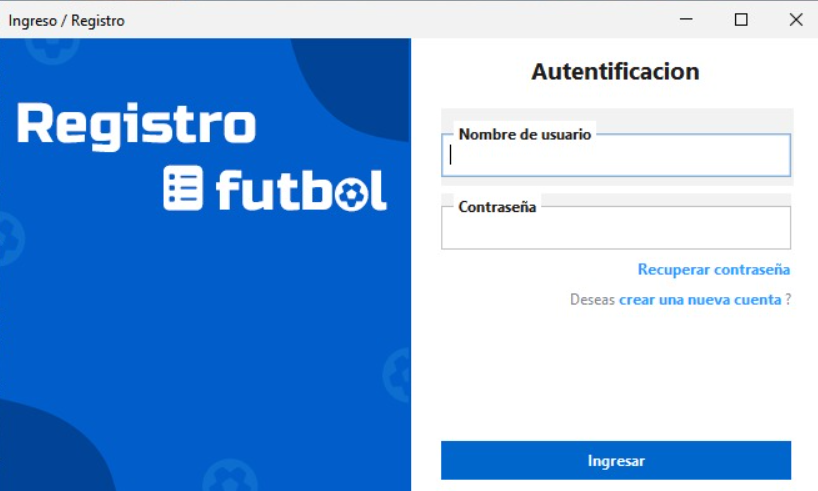 Ingreso / Registro
Registro
futbol
Autentificacion
Nombre de usuario
Contraseña
Recuperar contraseña
Deseas crear una nueva cuenta ?
Ingresar